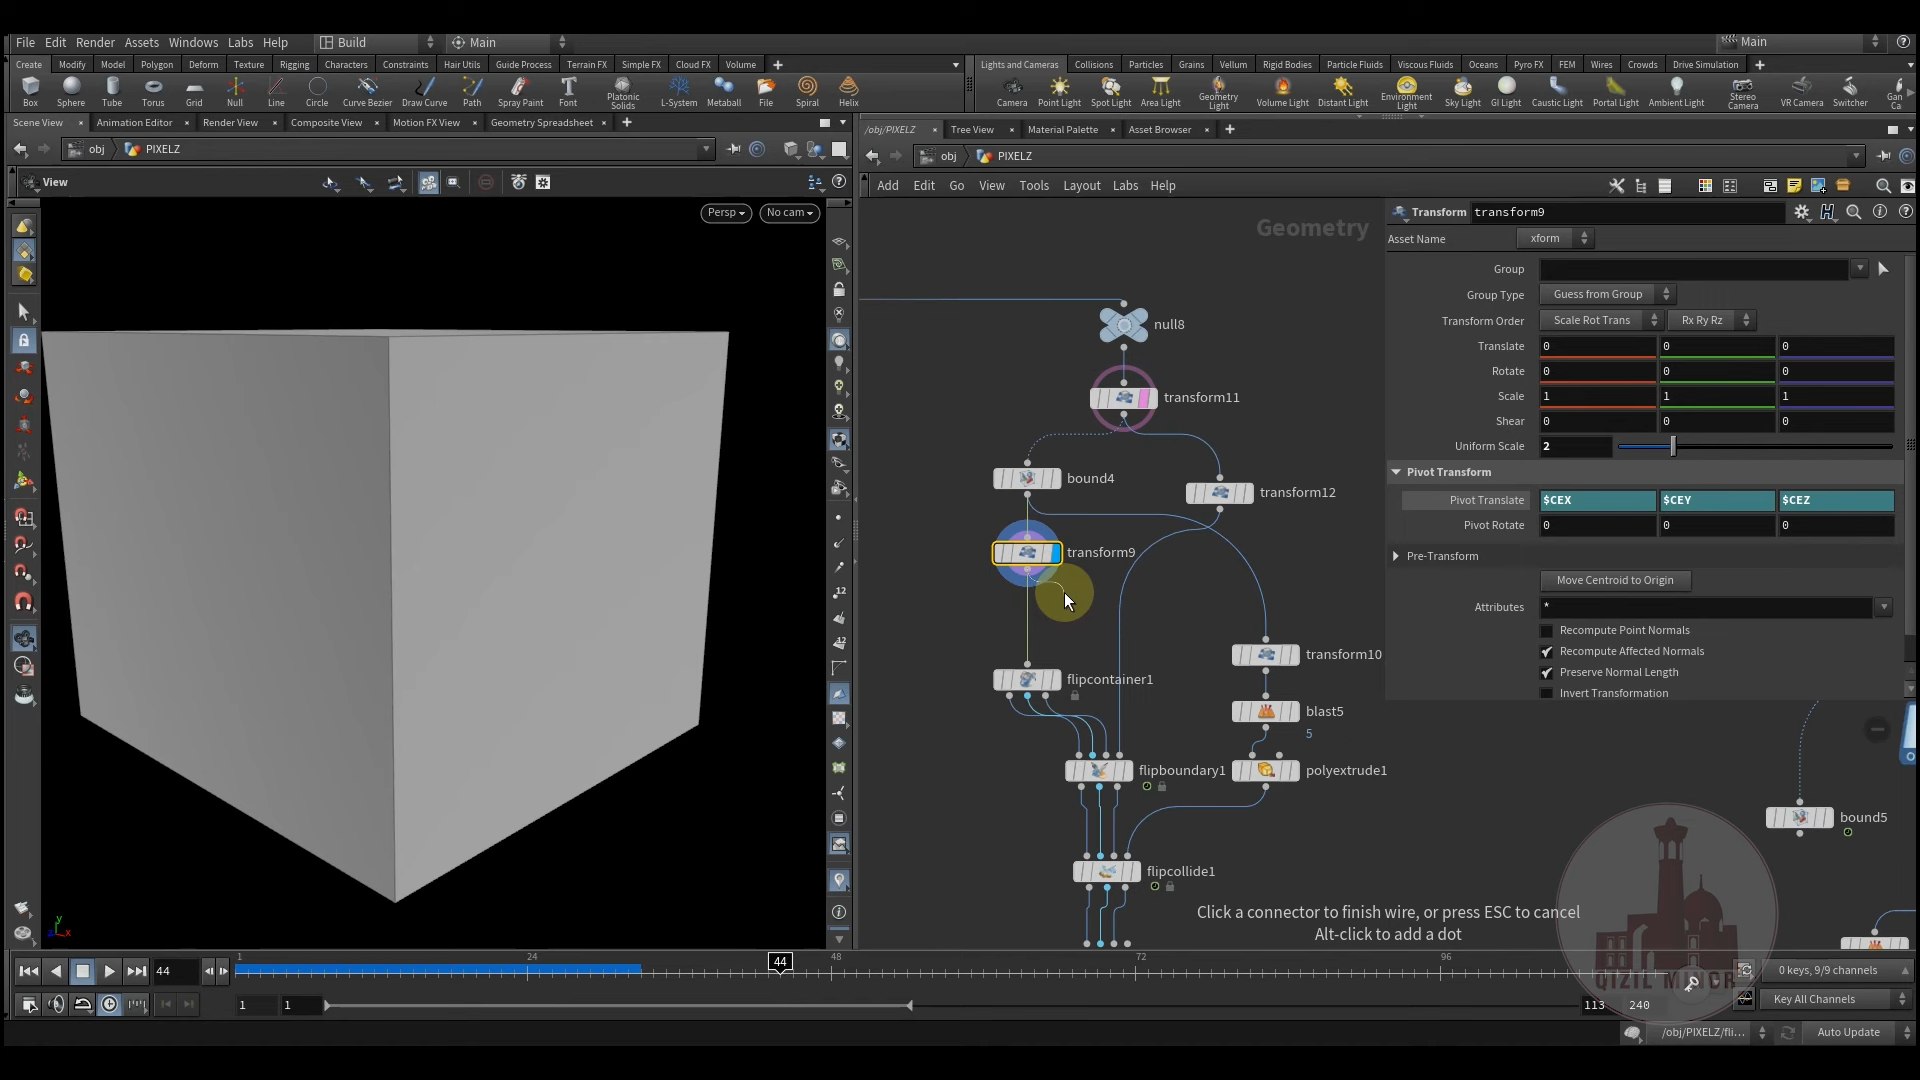 File Edit Render Assets Windows Labs Help Build Main Main
Create Modify Model Polygon Deform Texture Rigging Characters Constraints Hair Utils Guide Process Terrain FX Simple FX Cloud FX Volume
Lights and Cameras Collisions Particles Grains Vellum Rigid Bodies Particle Fluids Viscous Fluids Oceans Pyro FX FEM Wires Crowds Drive Simulation
Box Sphere Tube Torus Grid Null Line Circle Curve Bezier Draw Curve Path Spray Paint Font Platonic Solids L-System Metaball File Spiral Helix
Camera Point Light Spot Light Area Light Geometry Light Volume Light Distant Light Environment Light Sky Light GI Light Caustic Light Portal Light Ambient Light Stereo Camera VR Camera Switcher
Scene View Animation Editor Render View Composite View Motion FX View Geometry Spreadsheet
/obj/PIXELZ Tree View Material Palette Asset Browser
obj PIXELZ
obj PIXELZ
View
Add Edit Go View Tools Layout Labs Help
Persp No cam
Geometry
Transform transform9
Asset Name xform
Group
Group Type Guess from Group
Transform Order Scale Rot Trans Rx Ry Rz
Translate 0 0 0
Rotate 0 0 0
Scale 1 1 1
Shear 0 0 0
Uniform Scale 2
Pivot Transform
Pivot Translate $CEX $CEY $CEZ
Pivot Rotate 0 0 0
Pre-Transform
Move Centroid to Origin
Attributes *
Recompute Point Normals
Recompute Affected Normals
Preserve Normal Length
Invert Transformation
null8
transform11
bound4
transform12
transform9
transform10
flipcontainer1
blast5
5
flipboundary1
polyextrude1
bound5
flipcollide1
Click a connector to finish wire, or press ESC to cancel
Alt-click to add a dot
QIZIL MINOR
y
z x
12
12
44
1 24 44 48 72 96
0 keys, 9/9 channels
1 1 113 240
Key All Channels
/obj/PIXELZ/fli... Auto Update